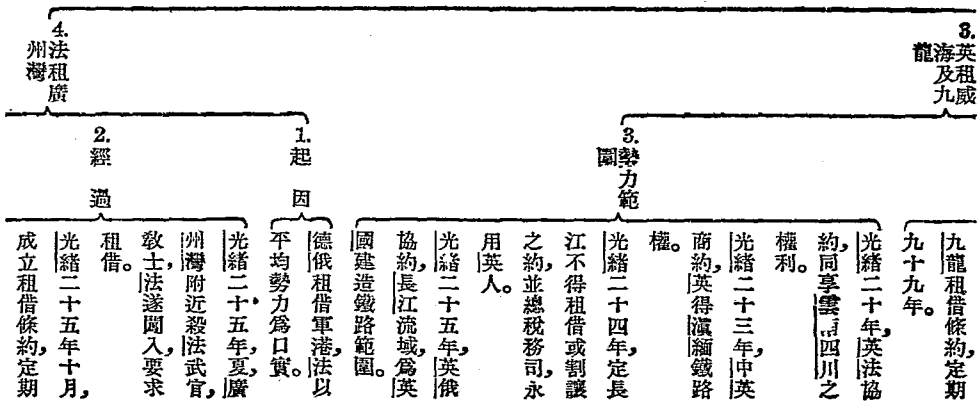 3.
英租威
海及九
龍
九龍租借條約,定期
九十九年。
3.
勢力範
圍
光緒二十年,英法協
約,同享雲南四川之
權利。
光緒二十三年,中英
商約,英得滇緬鐵路
權。
光緒二十四年,定長
江不得租借或割讓
之約,並總稅務司永
用英人。
光緒二十五年,英俄
協約,長江流域爲英
國建造鐵路範圍。
4.
法租廣
州灣
1.
起因
德俄租借軍港,法以
平均勢力爲口實。
2.
經過
光緒二十五年,夏,廣
州灣附近殺法武官,
敎士,法遂闖入,要求
租借。
光緒二十五年十月,
成立租借條約,定期